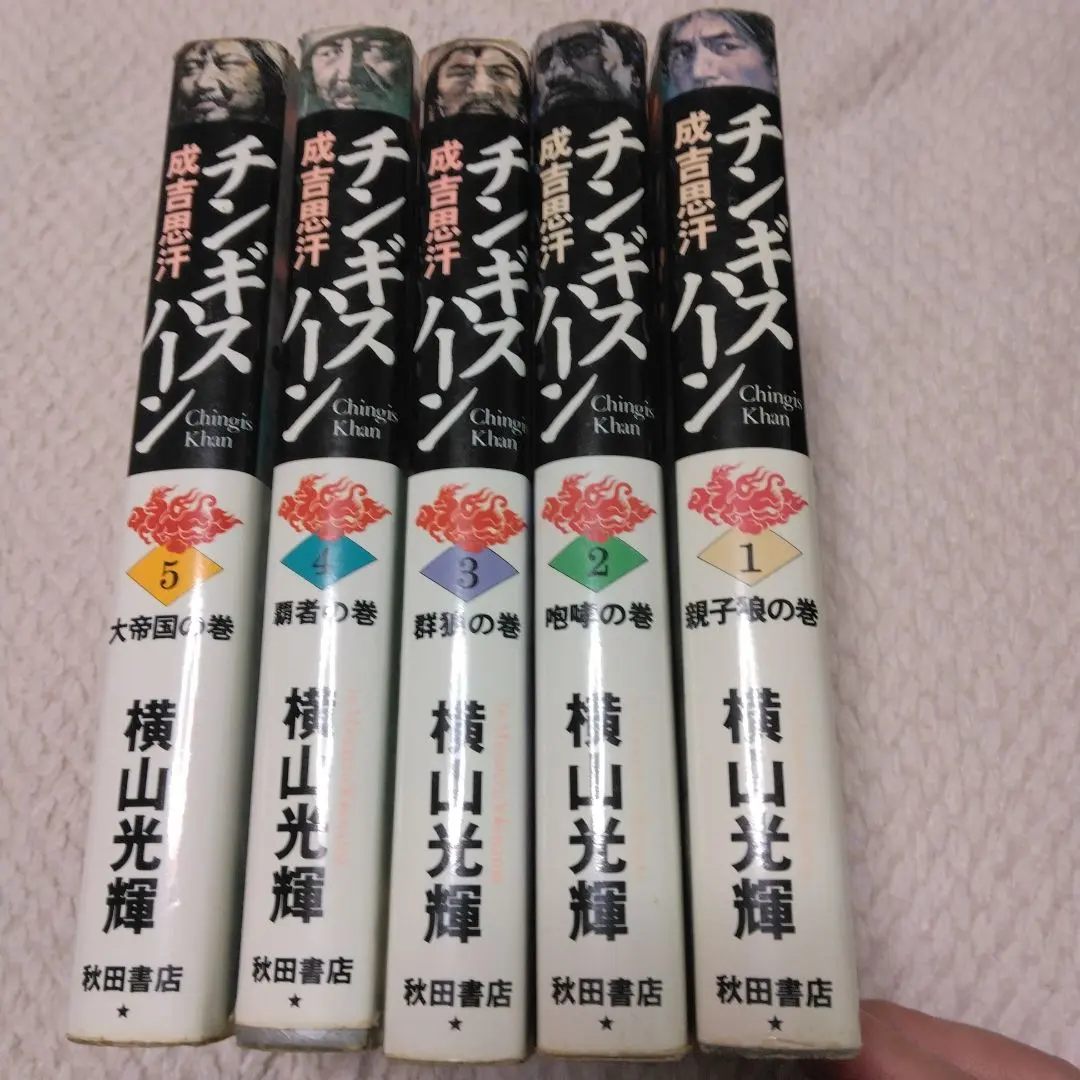 チンギス
ハーン
成吉思汗
Chingis
Khan
5
大帝国の巻
横山光輝
秋田書店
★
チンギス
ハーン
成吉思汗
Chingis
Khan
4
覇者の巻
横山光輝
秋田書店
★
チンギス
ハーン
成吉思汗
Chingis
Khan
3
群狼の巻
横山光輝
秋田書店
★
チンギス
ハーン
成吉思汗
Chingis
Khan
2
咆哮の巻
横山光輝
秋田書店
★
チンギス
ハーン
成吉思汗
Chingis
Khan
1
親子狼の巻
横山光輝
秋田書店
★